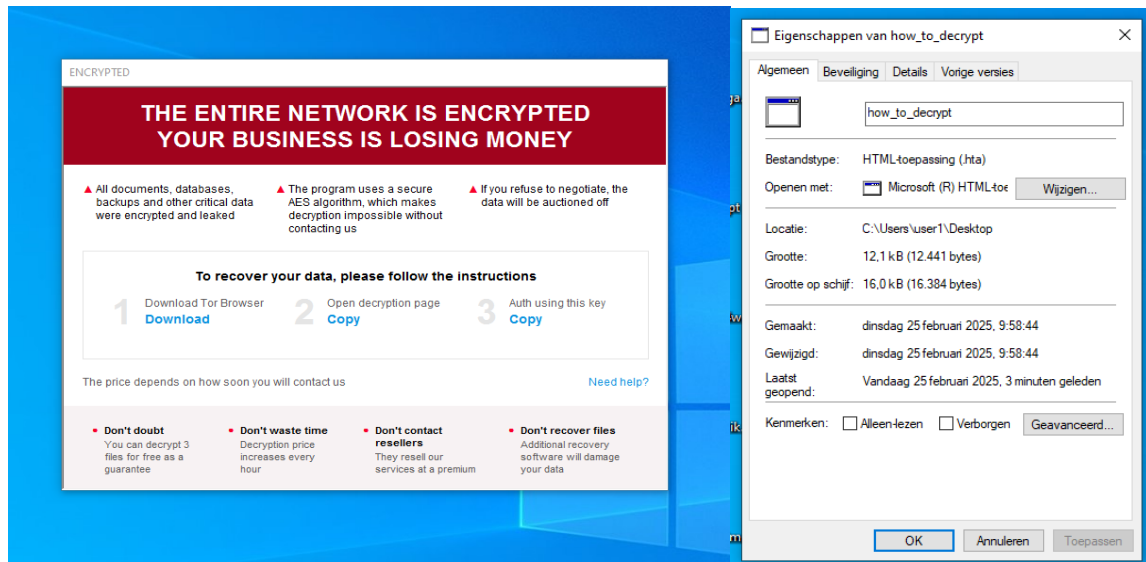 ENCRYPTED
THE ENTIRE NETWORK IS ENCRYPTED
YOUR BUSINESS IS LOSING MONEY
All documents, databases,
backups and other critical data
were encrypted and leaked
The program uses a secure
AES algorithm, which makes
decryption impossible without
contacting us
If you refuse to negotiate, the
data will be auctioned off
To recover your data, please follow the instructions
1 Download Tor Browser
Download
2 Open decryption page
Copy
3 Auth using this key
Copy
The price depends on how soon you will contact us
Need help?
Don't doubt
You can decrypt 3
files for free as a
guarantee
Don't waste time
Decryption price
increases every
hour
Don't contact
resellers
They resell our
services at a premium
Don't recover files
Additional recovery
software will damage
your data
Eigenschappen van how_to_decrypt
Algemeen Beveiliging Details Vorige versies
how_to_decrypt
Bestandstype: HTML-toepassing (.hta)
Openen met: Microsoft (R) HTML-toe Wijzigen...
Locatie: C:\Users\user1\Desktop
Grootte: 12,1 kB (12.441 bytes)
Grootte op schijf: 16,0 kB (16.384 bytes)
Gemaakt: dinsdag 25 februari 2025, 9:58:44
Gewijzigd: dinsdag 25 februari 2025, 9:58:44
Laatst
geopend: Vandaag 25 februari 2025, 3 minuten geleden
Kenmerken: Alleen-lezen Verborgen Geavanceerd...
OK Annuleren Toepassen